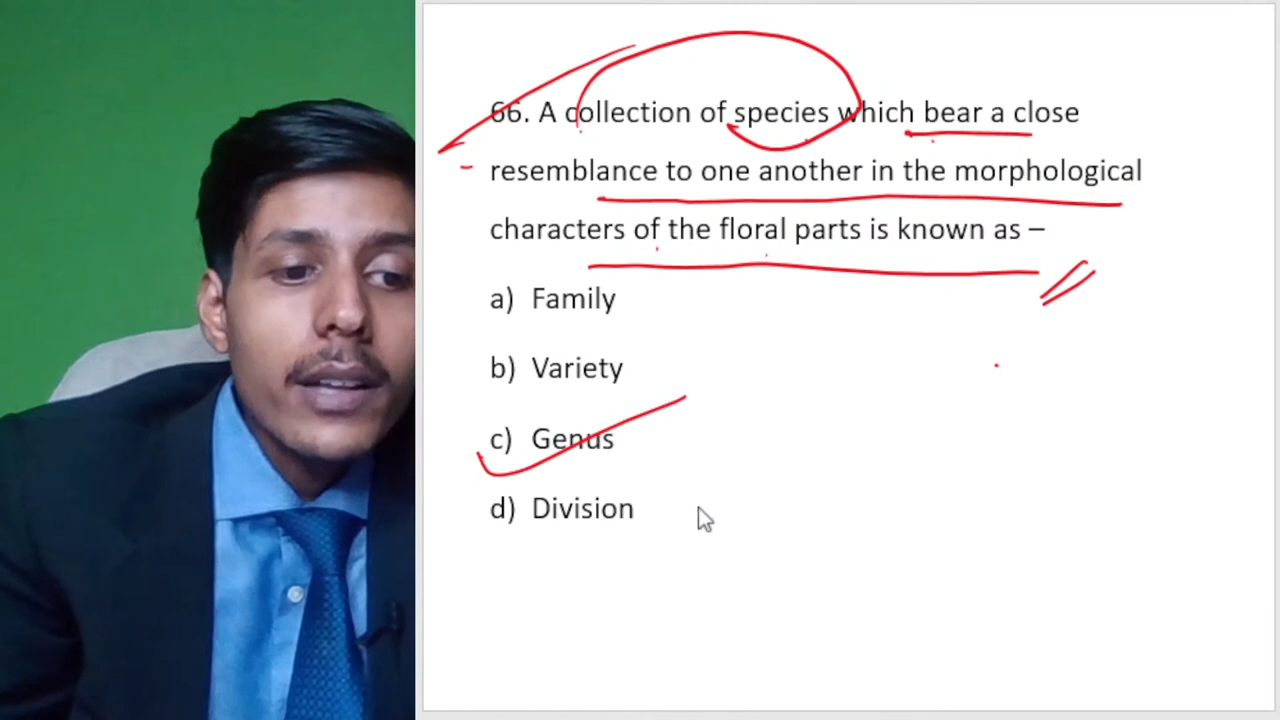 66. A collection of species which bear a close
resemblance to one another in the morphological
characters of the floral parts is known as –
a) Family
b) Variety
c) Genus
d) Division